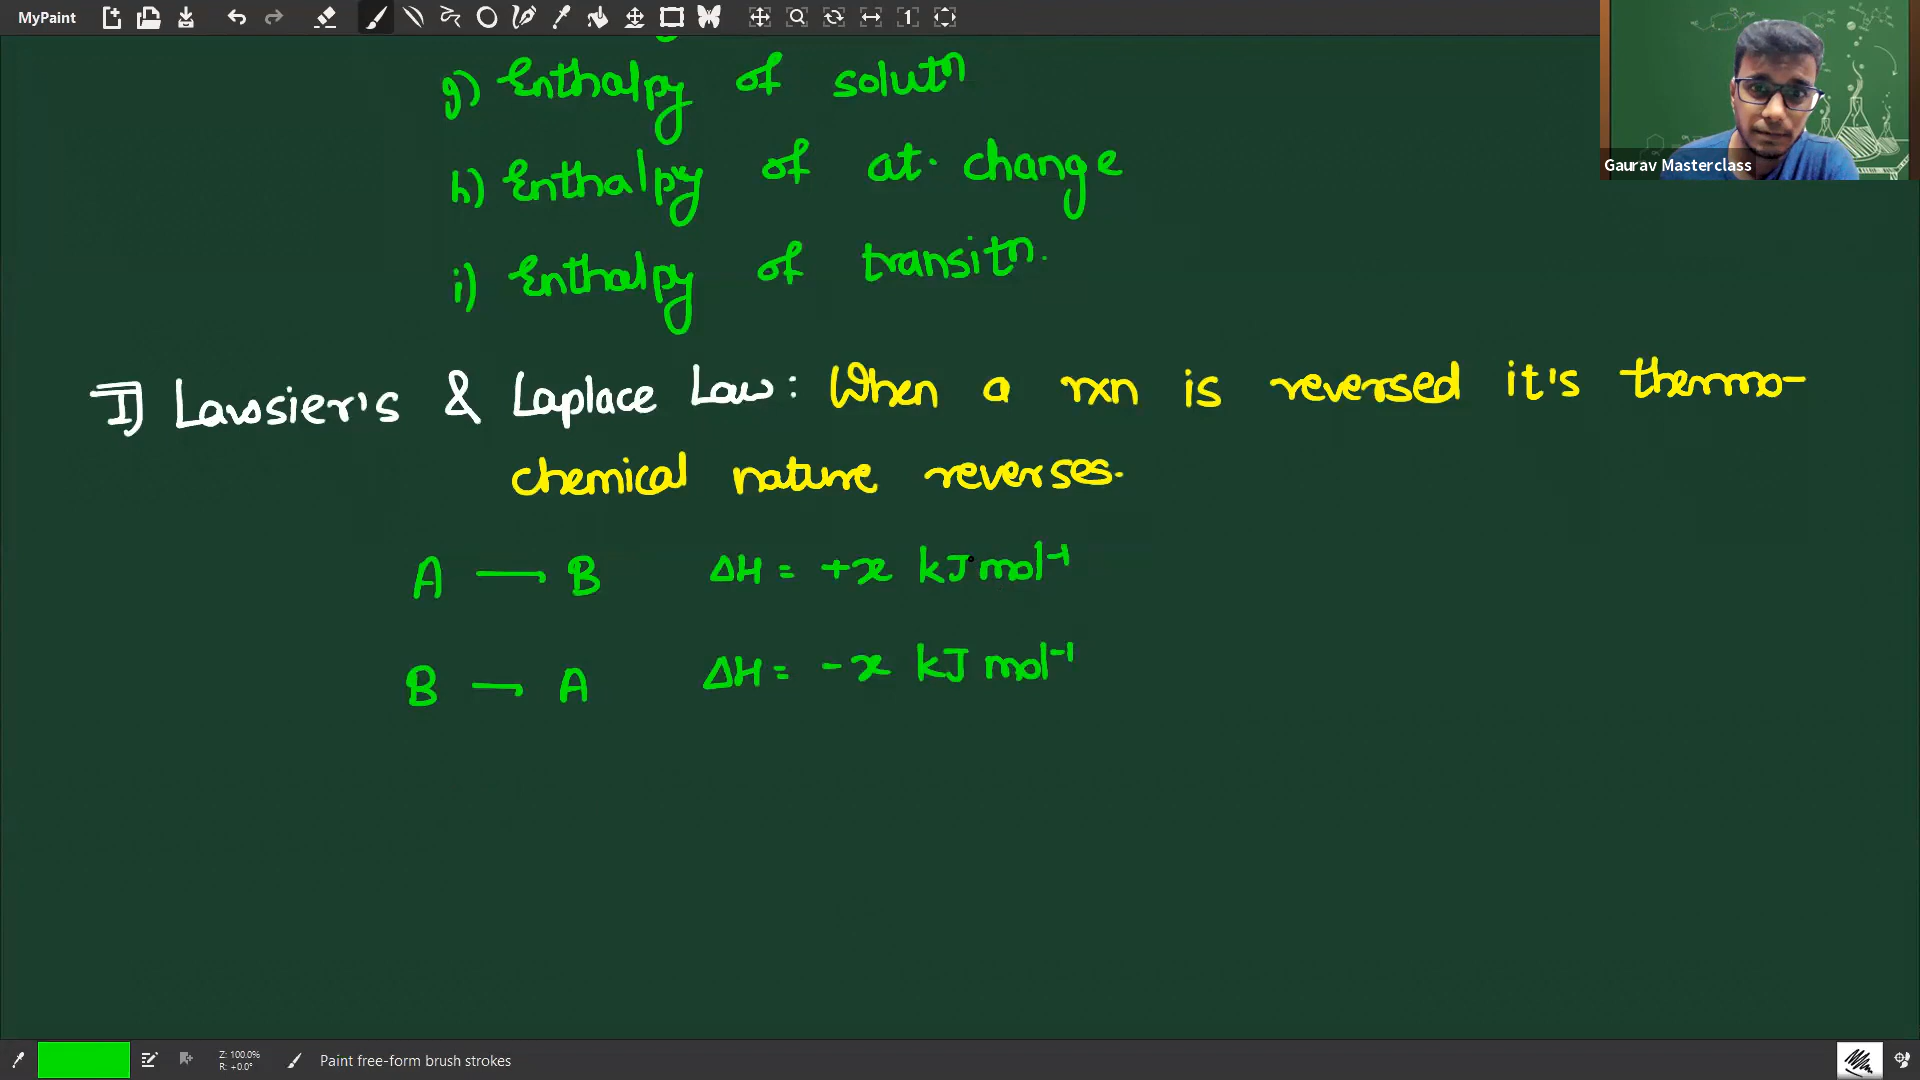 MyPaint
Gaurav Masterclass
g) Enthalpy of solutn
h) Enthalpy of at. change
i) Enthalpy of transitn.
I) Lavosier's & Laplace Law: When a rxn is reversed it's thermo-
chemical nature reverses.
A — B ΔH = +x kJ mol⁻¹
B — A ΔH = -x kJ mol⁻¹
Z: 100.0%
R: +0.0°
Paint free-form brush strokes